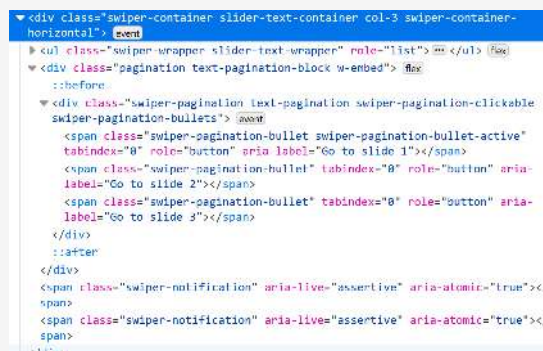 <div class="swiper-container slider-text-container col-3 swiper-container-
horizontal"> event
<ul class="swiper-wrapper slider-text-wrapper" role="list"> ⋯ </ul> flex
<div class="pagination text-pagination-block w-embed"> flex
::before
<div class="swiper-pagination text-pagination swiper-pagination-clickable
swiper-pagination-bullets"> event
<span class="swiper-pagination-bullet swiper-pagination-bullet-active"
tabindex="0" role="button" aria-label="Go to slide 1"></span>
<span class="swiper-pagination-bullet" tabindex="0" role="button" aria-
label="Go to slide 2"></span>
<span class="swiper-pagination-bullet" tabindex="0" role="button" aria-
label="Go to slide 3"></span>
</div>
::after
</div>
<span class="swiper-notification" aria-live="assertive" aria-atomic="true"><
span>
<span class="swiper-notification" aria-live="assertive" aria-atomic="true"><
span>